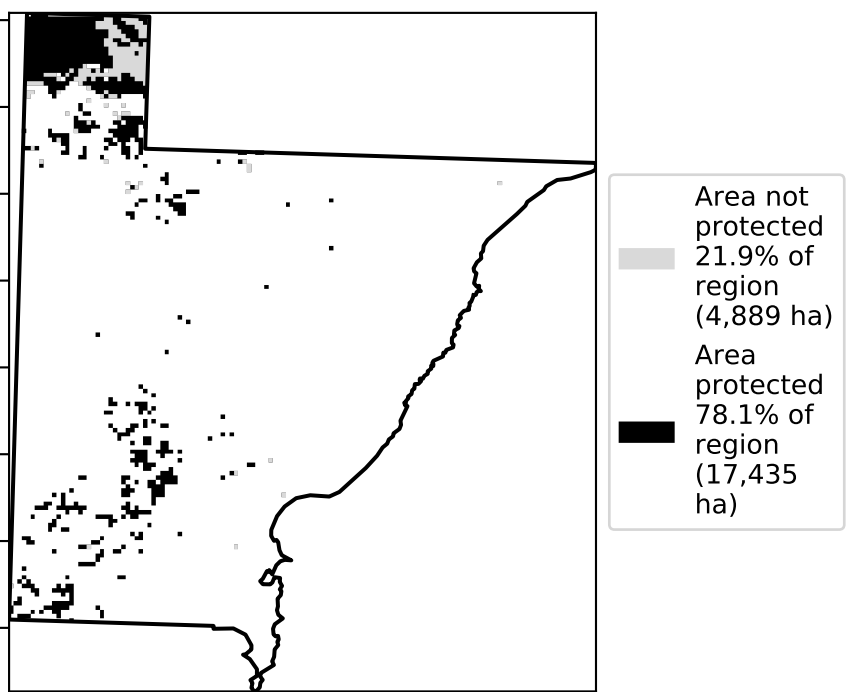 Area not
protected
21.9% of
region
(4,889 ha)
Area
protected
78.1% of
region
(17,435
ha)